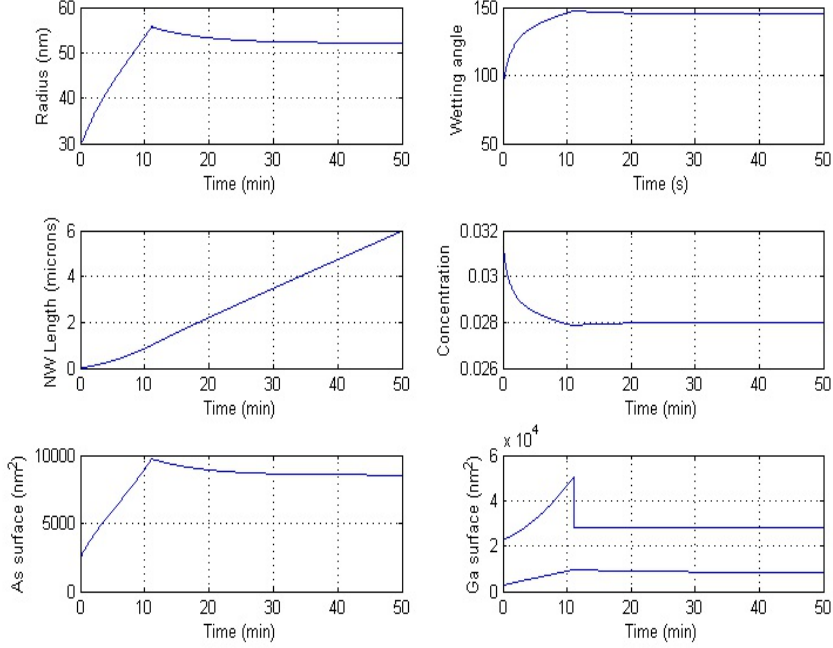 60
50
40
30
Radius (nm)
0 10 20 30 40 50
Time (min)
150
100
50
Wetting angle
0 10 20 30 40 50
Time (s)
6
4
2
0
NW Length (microns)
0 10 20 30 40 50
Time (min)
0.032
0.03
0.028
0.026
Concentration
0 10 20 30 40 50
Time (min)
10000
5000
0
As surface (nm²)
0 10 20 30 40 50
Time (min)
x 10⁴
6
4
2
0
Ga surface (nm²)
0 10 20 30 40 50
Time (min)